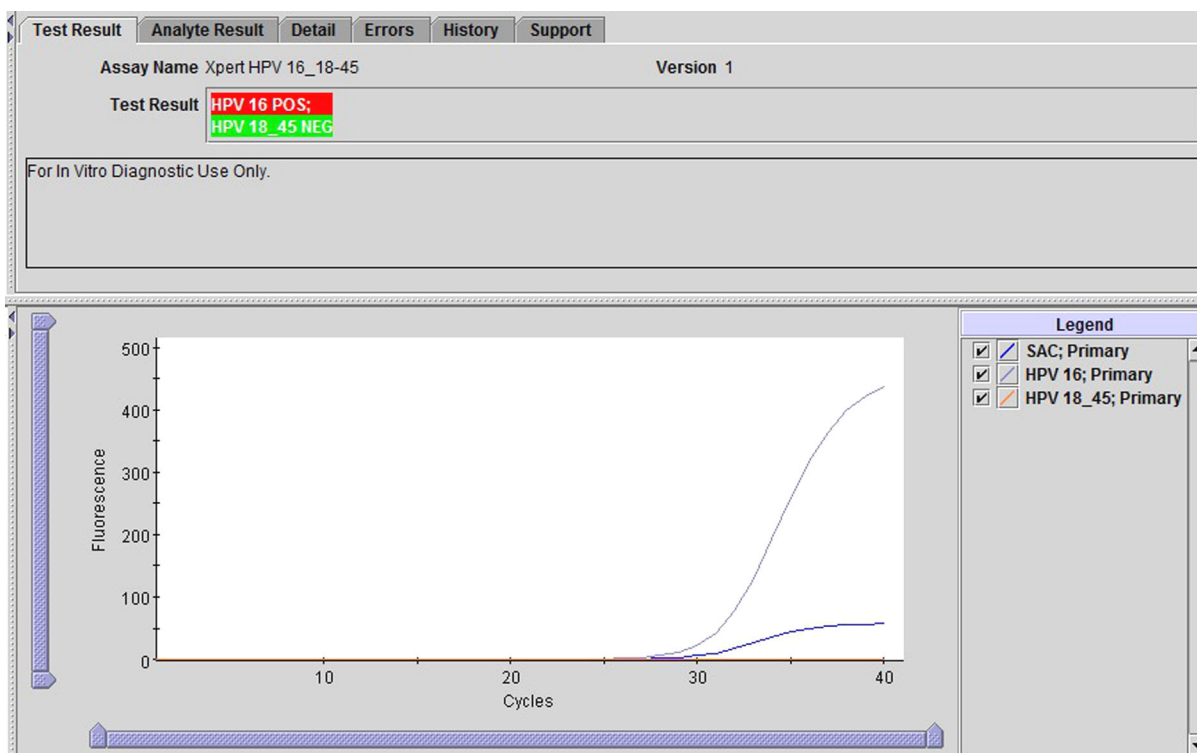 Test Result Analyte Result Detail Errors History Support
Assay Name Xpert HPV 16_18-45 Version 1
Test Result HPV 16 POS;
HPV 18_45 NEG
For In Vitro Diagnostic Use Only.
500
400
300
200
100
0
Fluorescence
10 20 30 40
Cycles
Legend
SAC; Primary
HPV 16; Primary
HPV 18_45; Primary